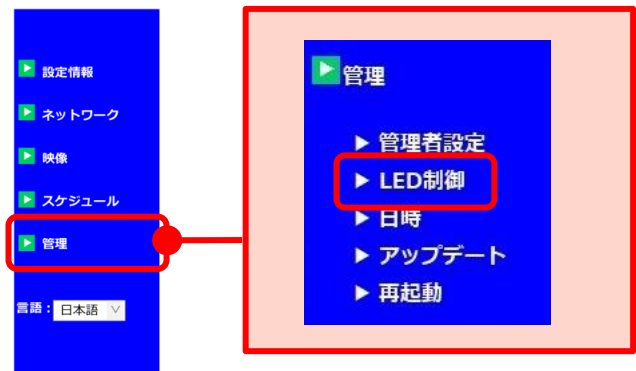 設定情報
ネットワーク
映像
スケジュール
管理
言語：日本語
管理
管理者設定
LED制御
日時
アップデート
再起動